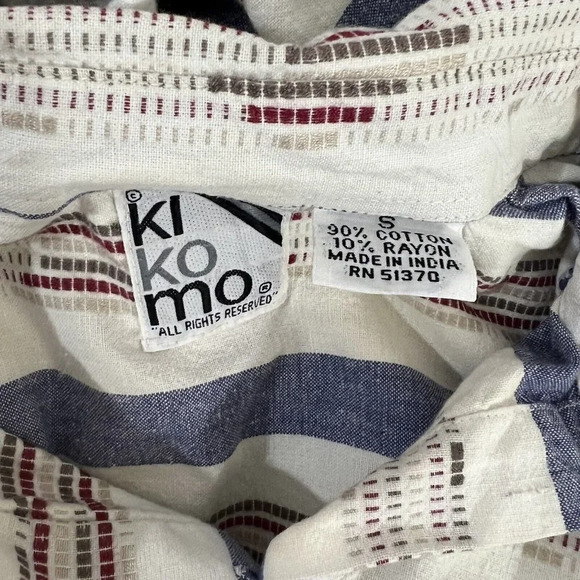 ©
KI
KO
MO®
"ALL RIGHTS RESERVED"
S
90% COTTON
10% RAYON
MADE IN INDIA
RN 51370